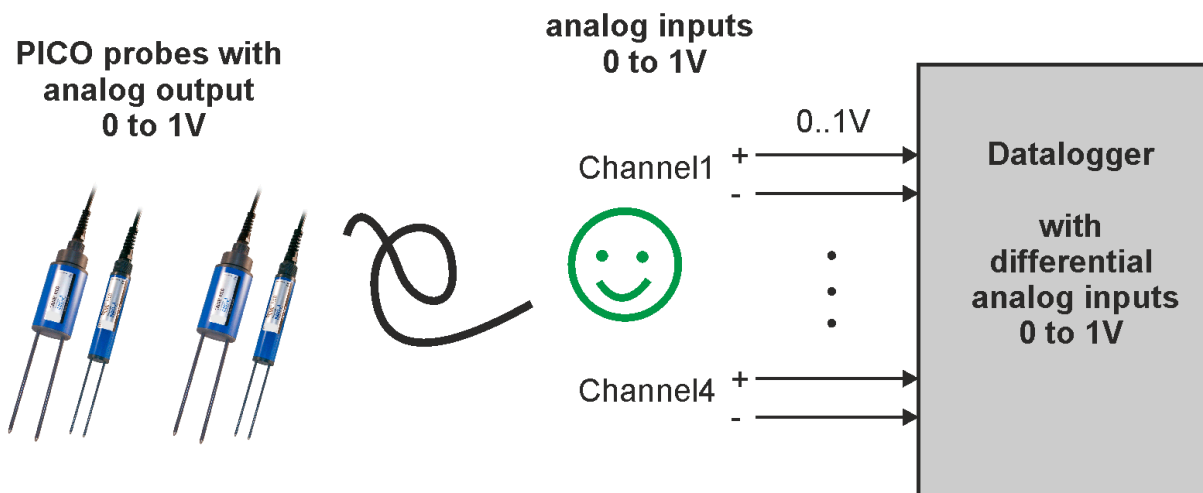 PICO probes with
analog output
0 to 1V
analog inputs
0 to 1V
0..1V
Channel1
+
-
Channel4
+
-
Datalogger
with
differential
analog inputs
0 to 1V